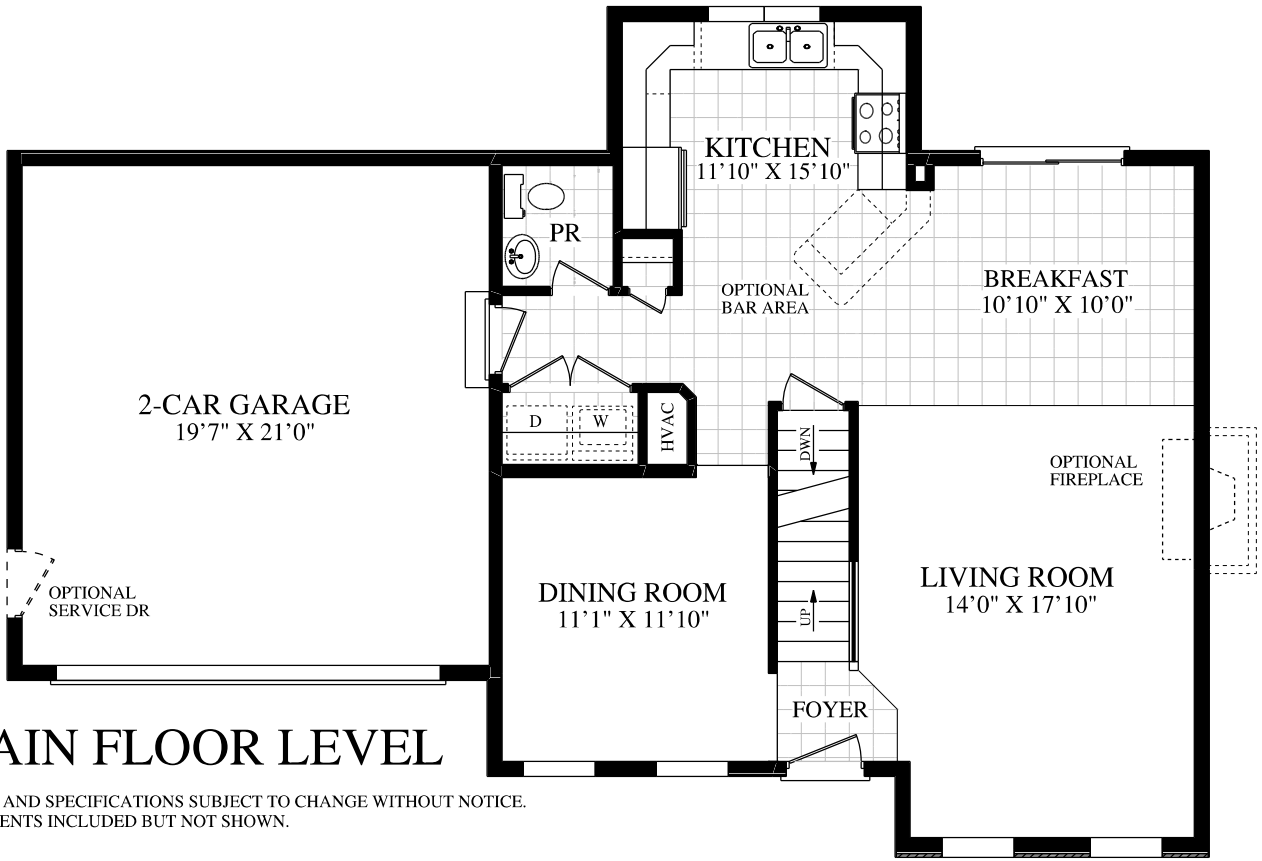 KITCHEN
11'10" X 15'10"
PR
OPTIONAL
BAR AREA
BREAKFAST
10'10" X 10'0"
2-CAR GARAGE
19'7" X 21'0"
D
W
HVAC
DWN
OPTIONAL
FIREPLACE
OPTIONAL
SERVICE DR
DINING ROOM
11'1" X 11'10"
UP
LIVING ROOM
14'0" X 17'10"
FOYER
AIN FLOOR LEVEL
AND SPECIFICATIONS SUBJECT TO CHANGE WITHOUT NOTICE.
ENTS INCLUDED BUT NOT SHOWN.